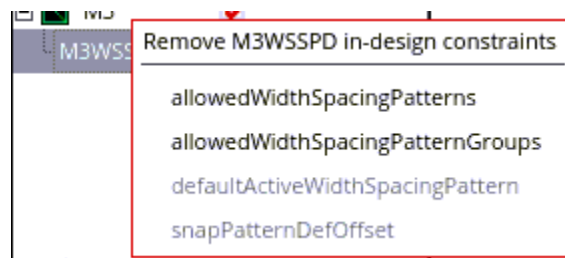 M3
M3WSS
Remove M3WSSPD in-design constraints
allowedWidthSpacingPatterns
allowedWidthSpacingPatternGroups
defaultActiveWidthSpacingPattern
snapPatternDefOffset